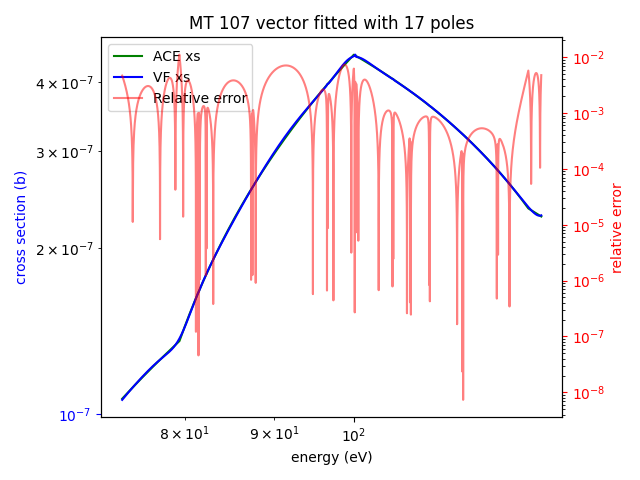 MT 107 vector fitted with 17 poles
ACE xs
VF xs
Relative error
4 × 10⁻⁷
3 × 10⁻⁷
2 × 10⁻⁷
10⁻⁷
cross section (b)
10⁻²
10⁻³
10⁻⁴
10⁻⁵
10⁻⁶
10⁻⁷
10⁻⁸
relative error
8 × 10¹
9 × 10¹
10²
energy (eV)